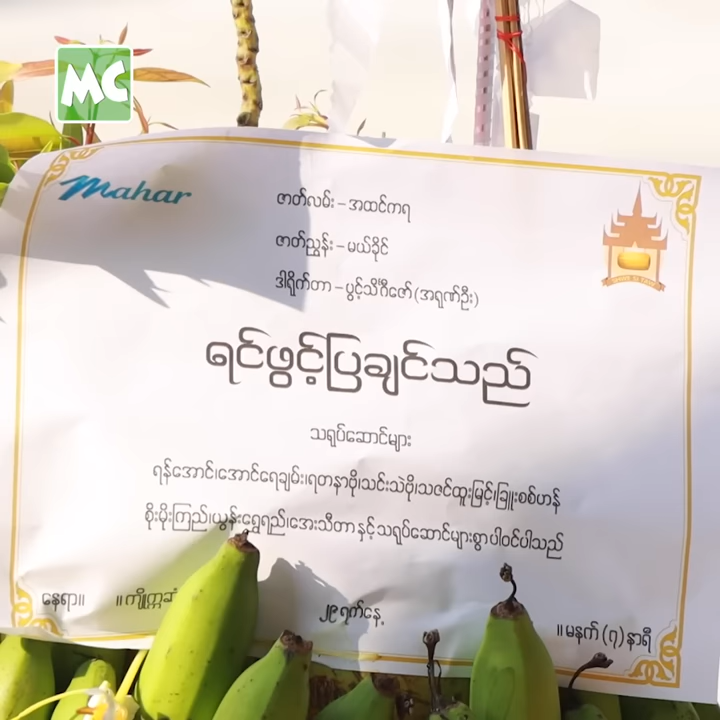 MC
Mahar
ဇာတ်လမ်း – အထင်ကရ
ဇာတ်ညွှန်း – မယ်ခိုင်
ဒါရိုက်တာ – ပွင့်သိင်္ဂီဇော် (အရုဏ်ဦး)
ရင်ဖွင့်ပြချင်သည်
သရုပ်ဆောင်များ
ရန်အောင်၊အောင်ရေချမ်း၊ရတနာဗိုလ်၊သင်းသဲဗို၊သဇင်ထူးမြင့်၊ခြူးစစ်ဟန်
စိုးမိုးကြည်၊ယွန်းရွှေရည်၊အေးသီတာ နှင့် သရုပ်ဆောင်များစွာ ပါဝင်ပါသည်
နေရာ။ ။ကျိုက္ကဆံ ၂၉ ရက်နေ့ ။ မနက် (၇) နာရီ